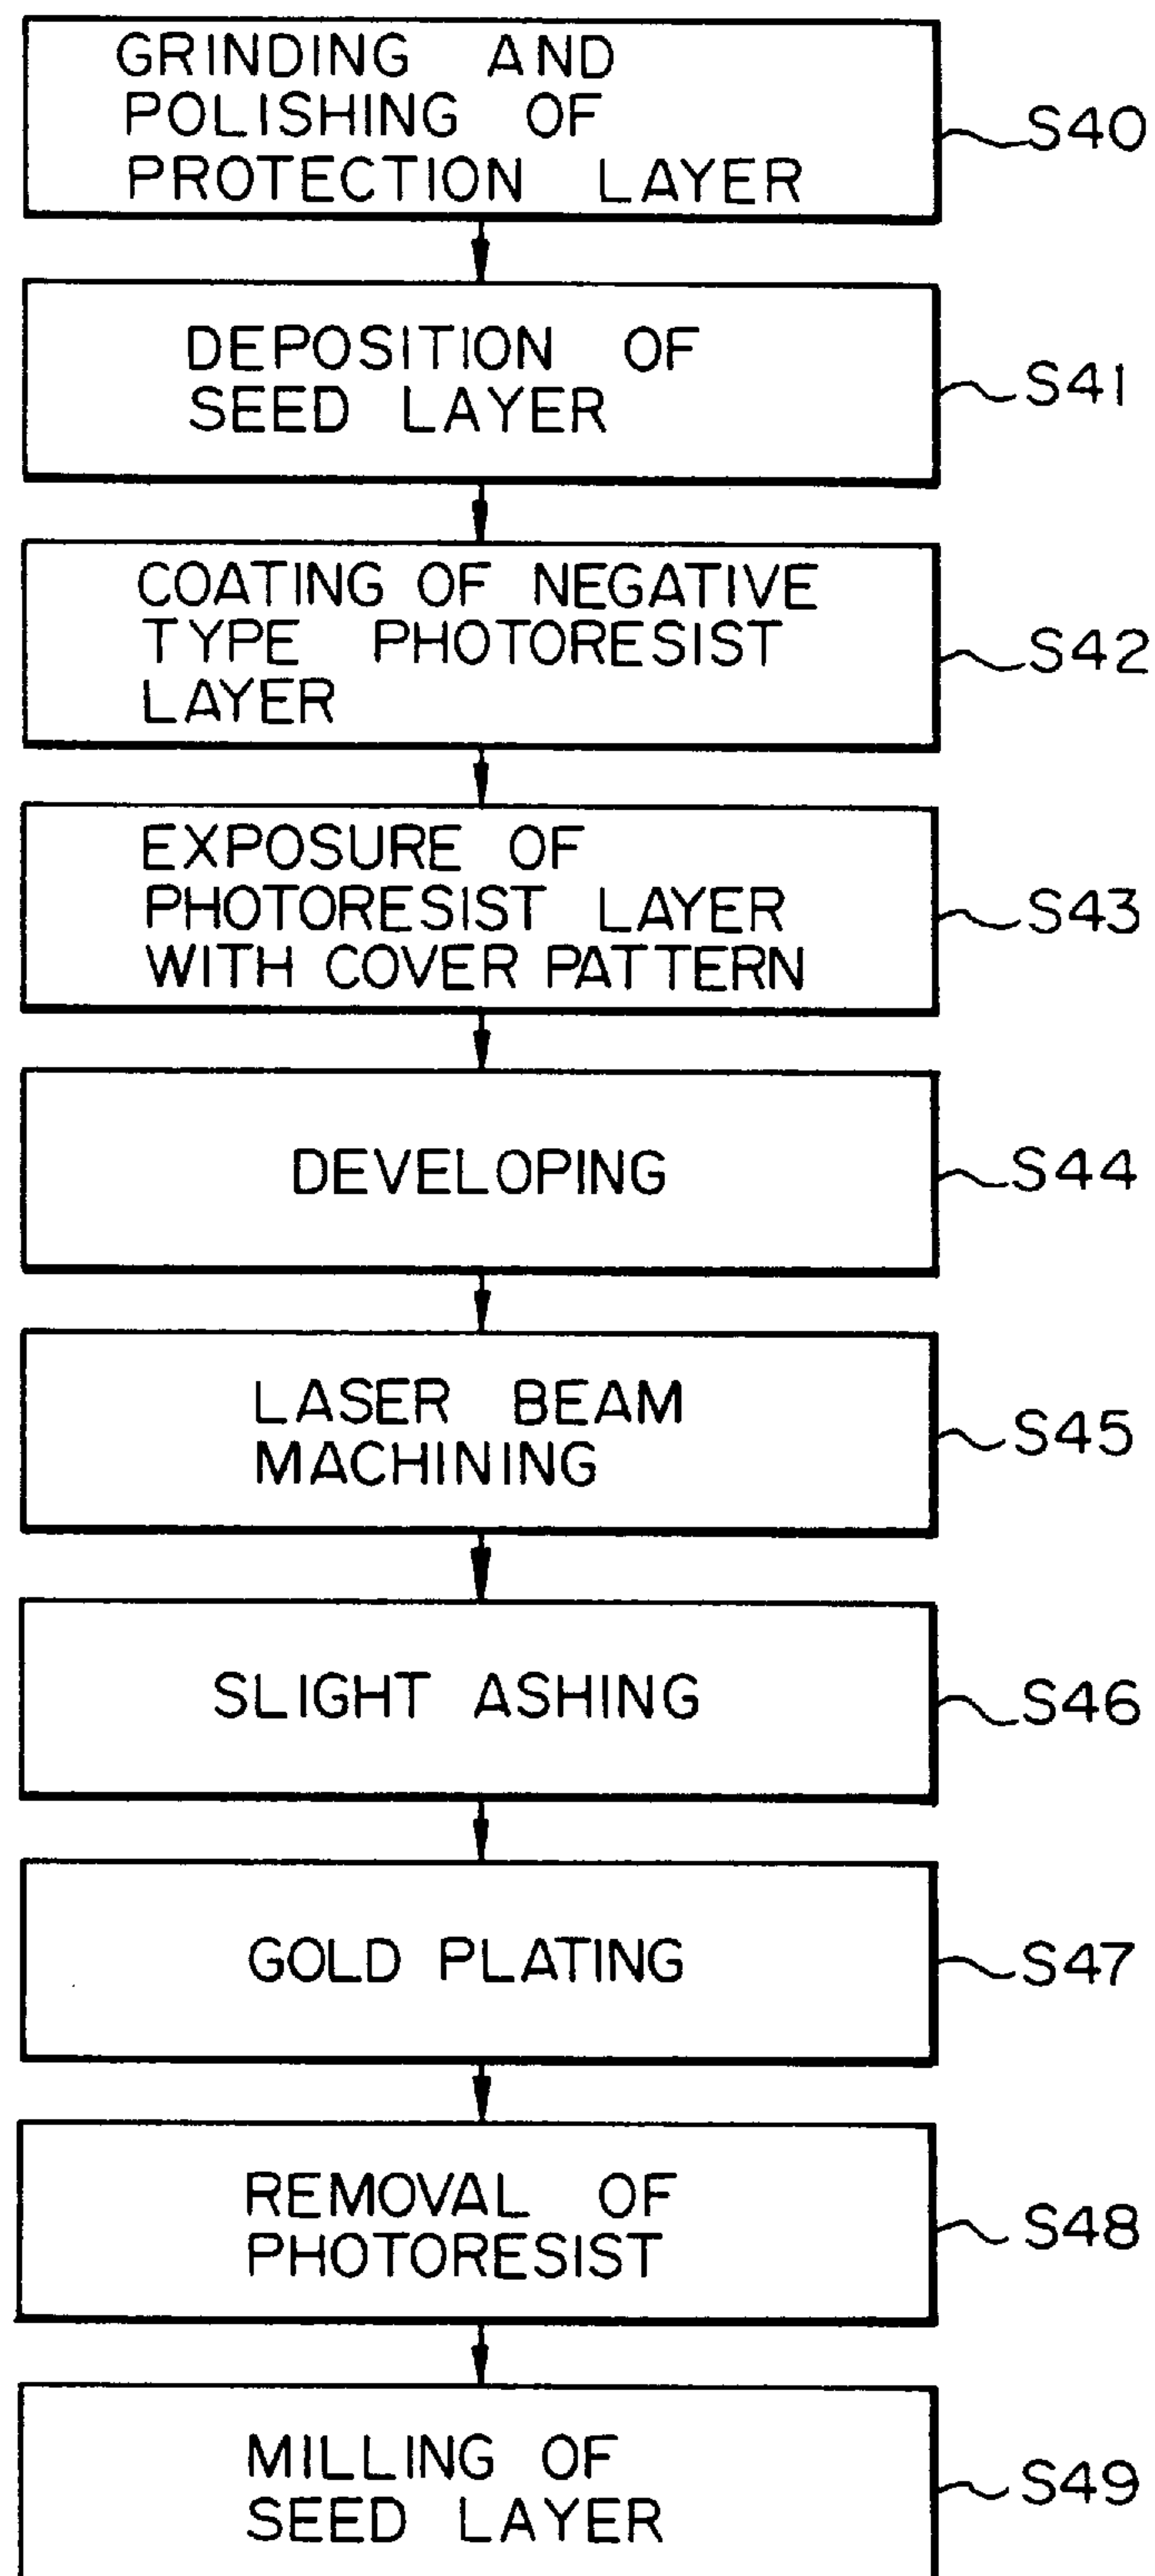 GRINDING AND
POLISHING OF
PROTECTION LAYER
S40
DEPOSITION OF
SEED LAYER
S41
COATING OF NEGATIVE
TYPE PHOTORESIST
LAYER
S42
EXPOSURE OF
PHOTORESIST LAYER
WITH COVER PATTERN
S43
DEVELOPING
S44
LASER BEAM
MACHINING
S45
SLIGHT ASHING
S46
GOLD PLATING
S47
REMOVAL OF
PHOTORESIST
S48
MILLING OF
SEED LAYER
S49